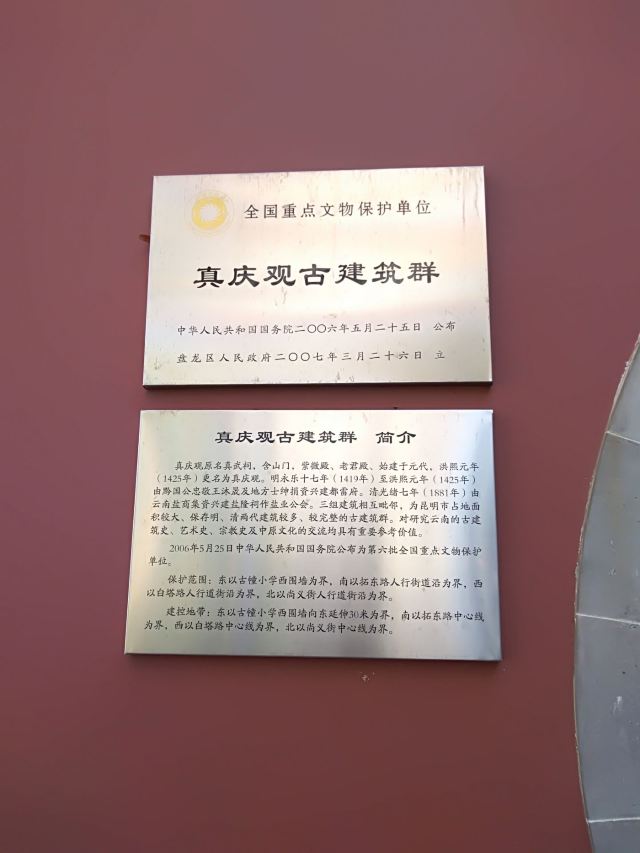 全国重点文物保护单位
真庆观古建筑群
中华人民共和国国务院二〇〇六年五月二十五日 公布
盘龙区人民政府二〇〇七年三月二十六日 立
真庆观古建筑群 简介
真庆观原名真武祠，含山门，紫微殿、老君殿、始建于元代，洪熙元年
（1425年）更名为真庆观。明永乐十七年（1419年）至洪熙元年（1425年）
由黔国公忠敬王沐晟及地方士绅捐资兴建都雷府。清光绪七年（1881年）由
云南盐商集资兴建盐隆祠作盐业公会。三组建筑相互毗邻，为昆明市占地面
积较大、保存明、清两代建筑较多、较完整的古建筑群。对研究云南的古建
筑史、艺术史、宗教史及中原文化的交流均具有重要参考价值。
2006年5月25日中华人民共和国国务院公布为第六批全国重点文物保护
单位。
保护范围：东以古幢小学西围墙为界，南以拓东路人行街道沿为界，西
以白塔路人行道街沿为界，北以尚义街人行道街沿为界。
建控地带：东以古幢小学西围墙向东延伸30米为界，南以拓东路中心线
为界，西以白塔路中心线为界，北以尚义街中心线为界。